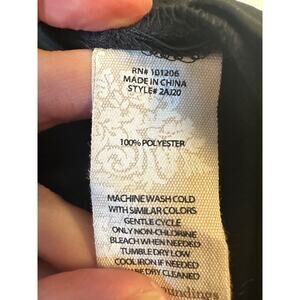 RN# 101206
MADE IN CHINA
STYLE# 2AJ20
100% POLYESTER
MACHINE WASH COLD
WITH SIMILAR COLORS
GENTLE CYCLE
ONLY NON-CHLORINE
BLEACH WHEN NEEDED
TUMBLE DRY LOW
COOL IRON IF NEEDED
BE DRY CLEANED